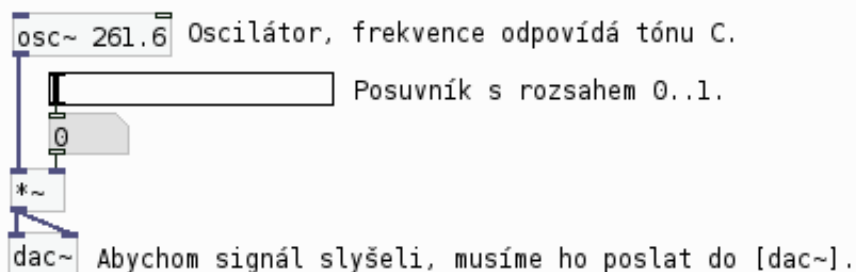 osc~ 261.6 Oscilátor, frekvence odpovídá tónu C.
Posuvník s rozsahem 0..1.
0
*~
dac~ Abychom signál slyšeli, musíme ho poslat do [dac~].